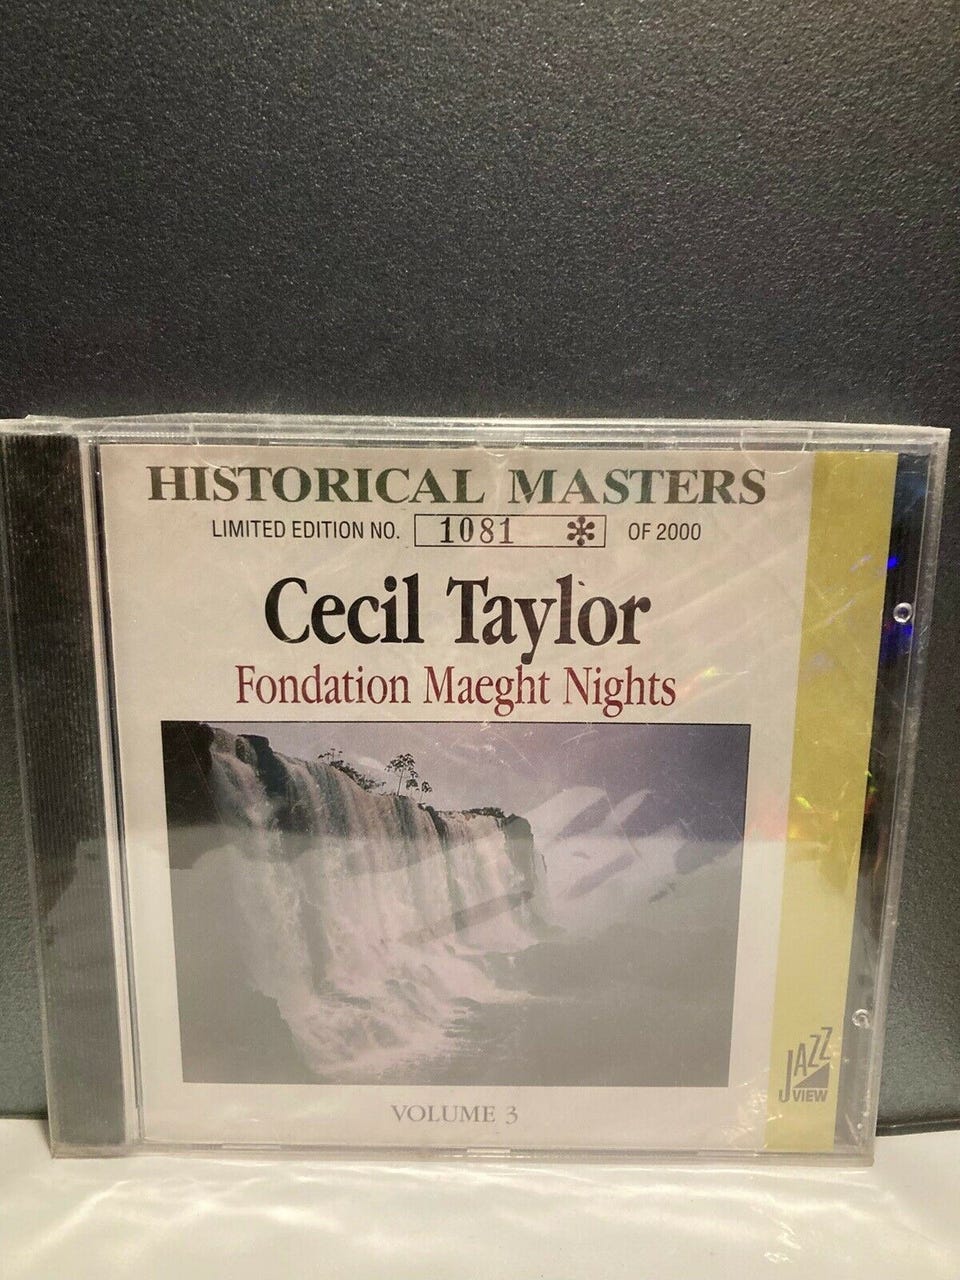 HISTORICAL MASTERS
LIMITED EDITION NO. 1081 * OF 2000
Cecil Taylor
Fondation Maeght Nights
VOLUME 3
JAZZ
VIEW